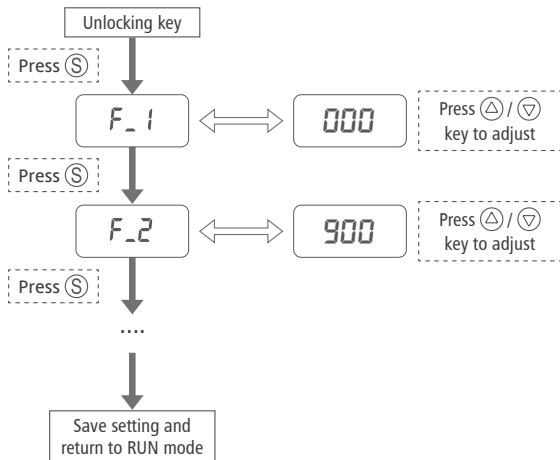 Unlocking key
Press Ⓢ
F_1
000
Press △ / ▽
key to adjust
Press Ⓢ
F_2
900
Press △ / ▽
key to adjust
Press Ⓢ
....
Save setting and
return to RUN mode